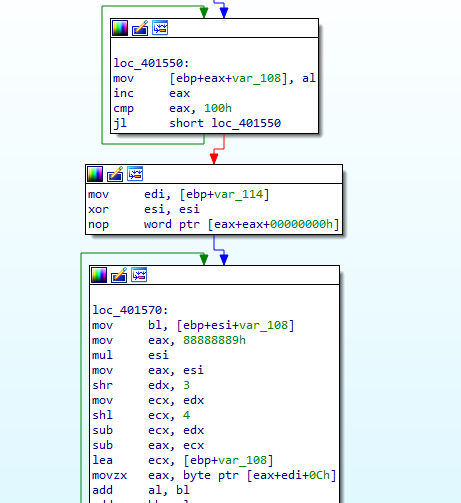 loc_401550:
mov [ebp+eax+var_108], al
inc eax
cmp eax, 100h
jl short loc_401550
mov edi, [ebp+var_114]
xor esi, esi
nop word ptr [eax+eax+00000000h]
loc_401570:
mov bl, [ebp+esi+var_108]
mov eax, 88888889h
mul esi
mov eax, esi
shr edx, 3
mov ecx, edx
shl ecx, 4
sub ecx, edx
sub eax, ecx
lea ecx, [ebp+var_108]
movzx eax, byte ptr [eax+edi+0Ch]
add al, bl